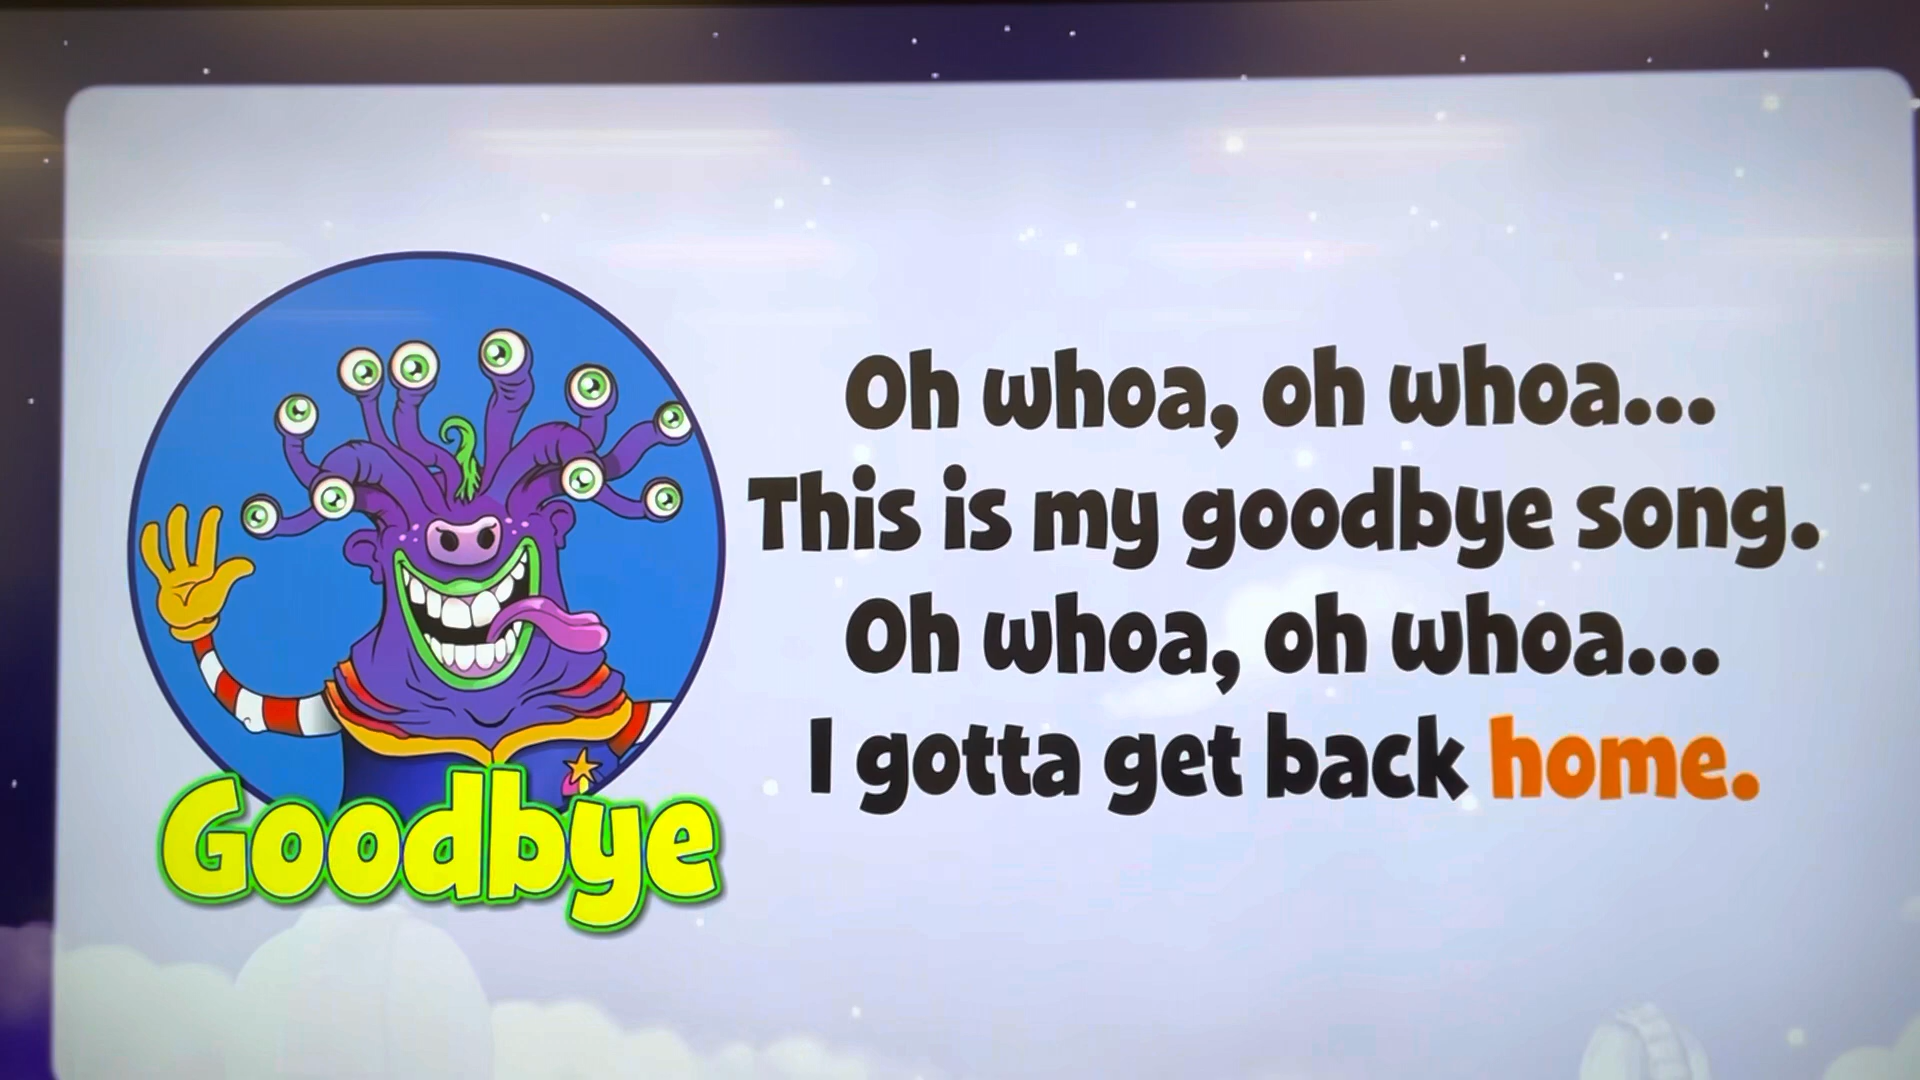 Oh whoa, oh whoa...
This is my goodbye song.
Oh whoa, oh whoa...
I gotta get back home.
Goodbye